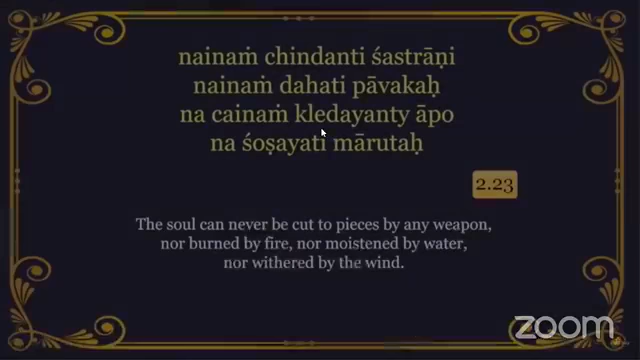 nainaṁ chindanti śastrāṇi
nainaṁ dahati pāvakaḥ
na cainaṁ kledayanty āpo
na śoṣayati mārutaḥ
2.23
The soul can never be cut to pieces by any weapon,
nor burned by fire, nor moistened by water,
nor withered by the wind.
zoom